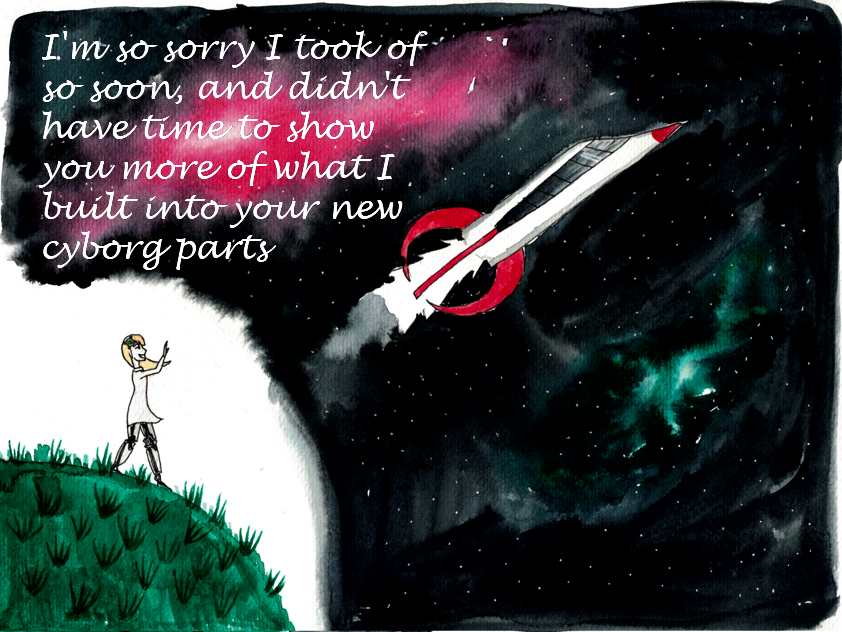 I'm so sorry I took of
so soon, and didn't
have time to show
you more of what I
built into your new
cyborg parts